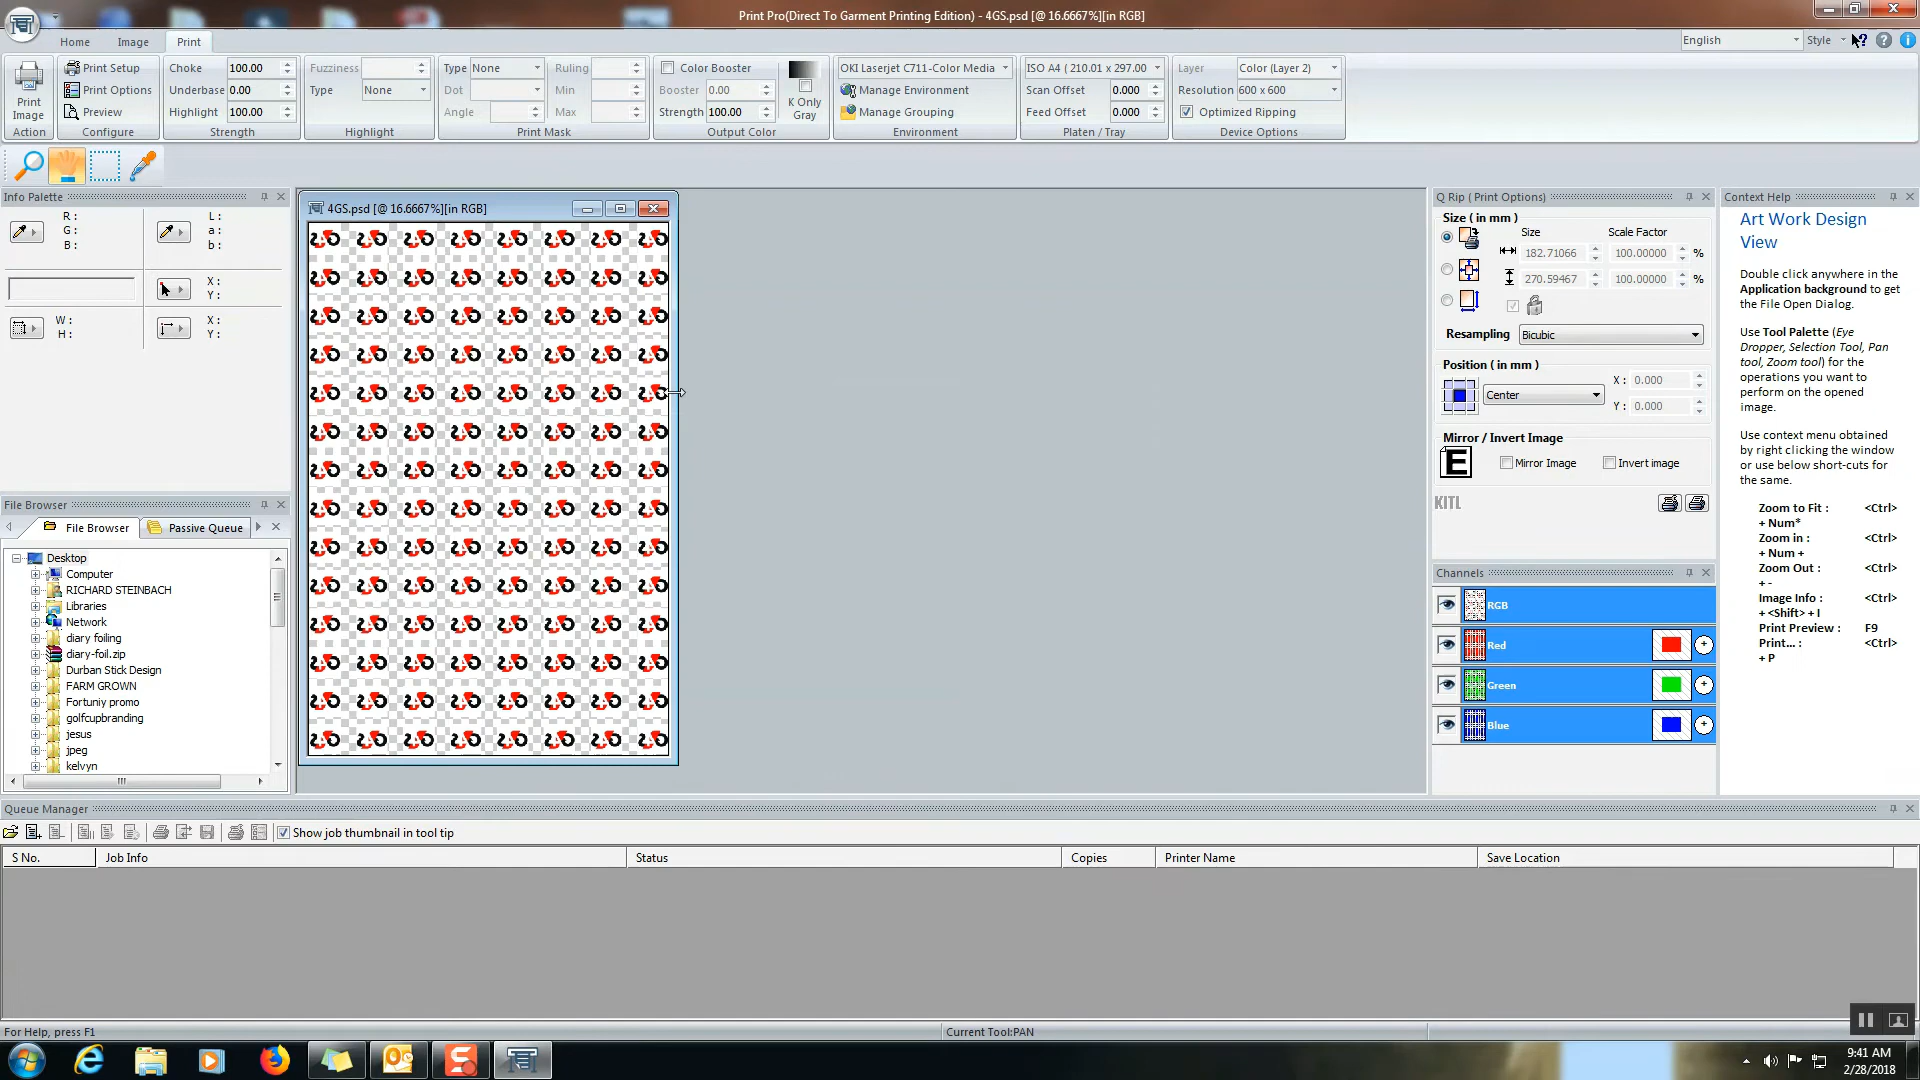 Print Pro(Direct To Garment Printing Edition) - 4GS.psd [@ 16.6667%][in RGB]
Home Image Print English Style
Print Image Action
Print Setup
Print Options
Preview
Configure
Choke 100.00
Underbase 0.00
Highlight 100.00
Strength
Fuzziness
Type None
Highlight
Type None
Dot
Angle
Ruling
Min
Max
Print Mask
Color Booster
Booster 0.00
Strength 100.00
K Only Gray
Output Color
OKI Laserjet C711-Color Media
Manage Environment
Manage Grouping
Environment
ISO A4 ( 210.01 x 297.00
Scan Offset 0.000
Feed Offset 0.000
Platen / Tray
Layer Color (Layer 2)
Resolution 600 x 600
Optimized Ripping
Device Options
Info Palette
R :
G :
B :
L :
a :
b :
X :
Y :
W :
H :
X :
Y :
File Browser
File Browser Passive Queue
Desktop
Computer
RICHARD STEINBACH
Libraries
Network
diary foiling
diary-foil.zip
Durban Stick Design
FARM GROWN
Fortuniy promo
golfcupbranding
jesus
jpeg
kelvyn
4GS.psd [@ 16.6667%][in RGB]
Q Rip ( Print Options)
Size ( in mm )
Size Scale Factor
182.71066 100.00000 %
270.59467 100.00000 %
Resampling Bicubic
Position ( in mm )
Center
X : 0.000
Y : 0.000
Mirror / Invert Image
E Mirror Image Invert image
KITL
Channels
RGB
Red
Green
Blue
Context Help
Art Work Design
View
Double click anywhere in the
Application background to get
the File Open Dialog.
Use Tool Palette (Eye
Dropper, Selection Tool, Pan
tool, Zoom tool) for the
operations you want to
perform on the opened
image.
Use context menu obtained
by right clicking the window
or use below short-cuts for
the same.
Zoom to Fit : <Ctrl>
+ Num*
Zoom in : <Ctrl>
+ Num +
Zoom Out : <Ctrl>
+ -
Image Info : <Ctrl>
+ <Shift> + I
Print Preview : F9
Print... : <Ctrl>
+ P
Queue Manager
Show job thumbnail in tool tip
S No. Job Info Status Copies Printer Name Save Location
For Help, press F1 Current Tool:PAN
9:41 AM
2/28/2018